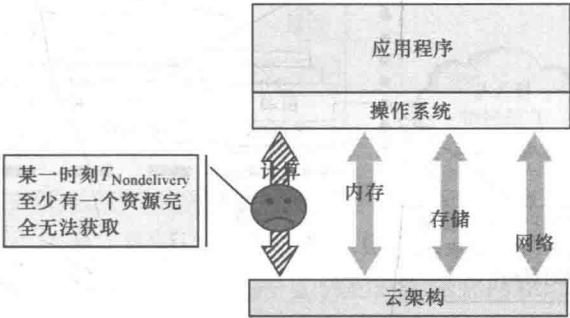 应用程序
操作系统
某一时刻TNondelivery
至少有一个资源完
全无法获取
计算
内存
存储
网络
云架构